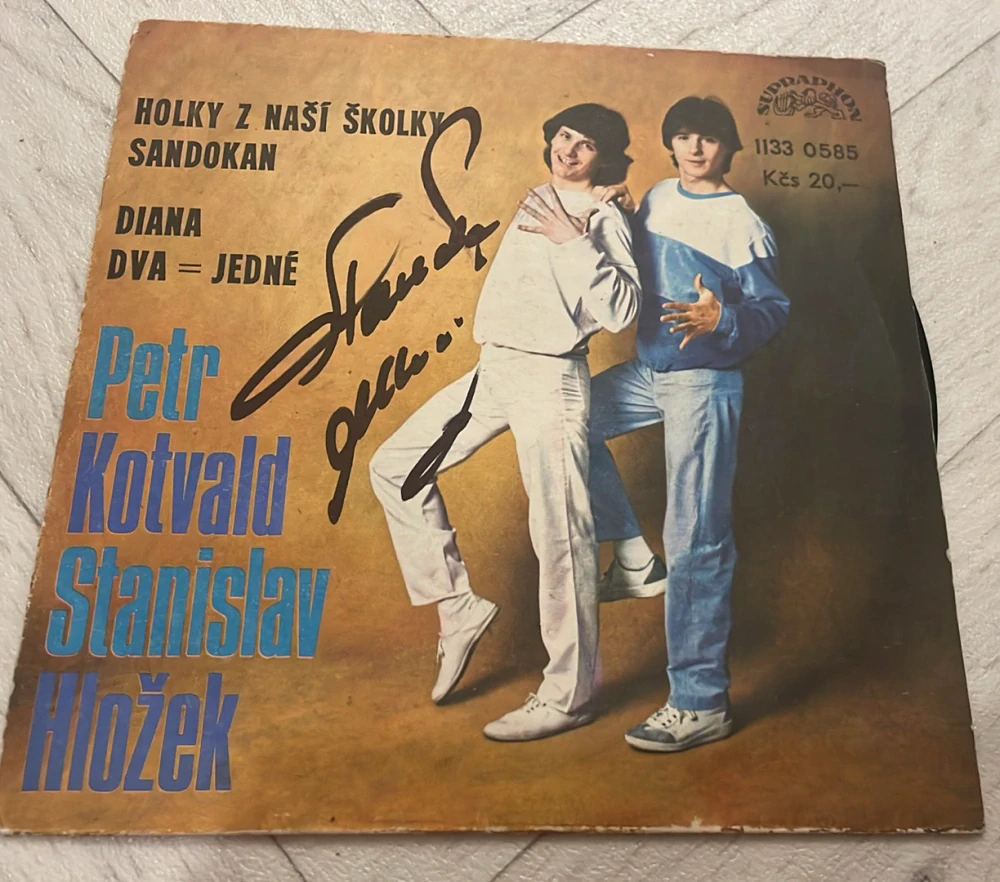 HOLKY Z NAŠÍ ŠKOLKY
SANDOKAN
DIANA
DVA = JEDNÉ
Petr
Kotvald
Stanislav
Hložek
SUPRAPHON
1133 0585
Kčs 20,—